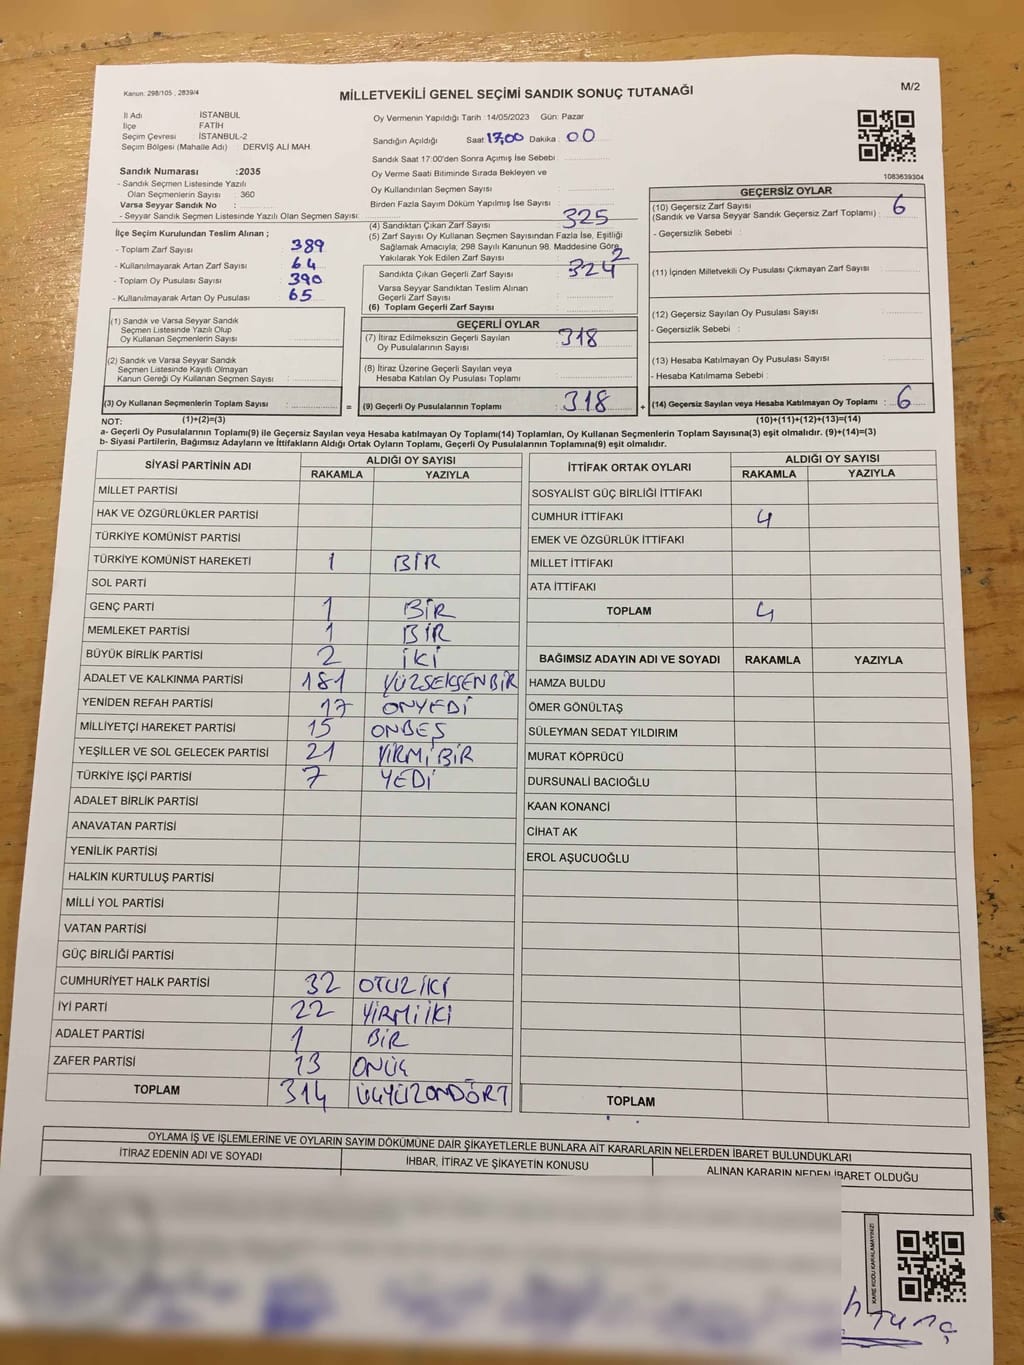 Kanun: 298/105 , 2839/4
MİLLETVEKİLİ GENEL SEÇİMİ SANDIK SONUÇ TUTANAĞI
M/2
İl Adı İSTANBUL
İlçe FATİH
Seçim Çevresi İSTANBUL-2
Seçim Bölgesi (Mahalle Adı) DERVİŞ ALİ MAH.
Sandık Numarası :2035
- Sandık Seçmen Listesinde Yazılı
Olan Seçmenlerin Sayısı : 360
Varsa Seyyar Sandık No :
- Seyyar Sandık Seçmen Listesinde Yazılı Olan Seçmen Sayısı:
İlçe Seçim Kurulundan Teslim Alınan ;
- Toplam Zarf Sayısı : 389
- Kullanılmayarak Artan Zarf Sayısı : 64
- Toplam Oy Pusulası Sayısı : 390
- Kullanılmayarak Artan Oy Pusulası : 65
Oy Vermenin Yapıldığı Tarih :14/05/2023 Gün: Pazar
Sandığın Açıldığı Saat 17,00 Dakika : 00
Sandık Saat 17:00'den Sonra Açımış İse Sebebi
Oy Verme Saati Bitiminde Sırada Bekleyen ve
Oy Kullandırılan Seçmen Sayısı :
Birden Fazla Sayım Döküm Yapılmış İse Sayısı :
(4) Sandıktan Çıkan Zarf Sayısı : 325
(5) Zarf Sayısı Oy Kullanan Seçmen Sayısından Fazla İse, Eşitliği
Sağlamak Amacıyla; 298 Sayılı Kanunun 98. Maddesine Göre
Yakılarak Yok Edilen Zarf Sayısı : 2
Sandıkta Çıkan Geçerli Zarf Sayısı : 324
Varsa Seyyar Sandıktan Teslim Alınan
Geçerli Zarf Sayısı :
(6) Toplam Geçerli Zarf Sayısı :
1083639304
GEÇERSİZ OYLAR
(10) Geçersiz Zarf Sayısı
(Sandık ve Varsa Seyyar Sandık Geçersiz Zarf Toplamı) : 6
- Geçersizlik Sebebi :
(11) İçinden Milletvekili Oy Pusulası Çıkmayan Zarf Sayısı :
(12) Geçersiz Sayılan Oy Pusulası Sayısı :
- Geçersizlik Sebebi :
(13) Hesaba Katılmayan Oy Pusulası Sayısı :
- Hesaba Katılmama Sebebi :
(1) Sandık ve Varsa Seyyar Sandık
Seçmen Listesinde Yazılı Olup
Oy Kullanan Seçmenlerin Sayısı :
(2) Sandık ve Varsa Seyyar Sandık
Seçmen Listesinde Kayıtlı Olmayan
Kanun Gereği Oy Kullanan Seçmen Sayısı :
GEÇERLİ OYLAR
(7) İtiraz Edilmeksizin Geçerli Sayılan
Oy Pusulalarının Sayısı : 318
(8) İtiraz Üzerine Geçerli Sayılan veya
Hesaba Katılan Oy Pusulası Toplamı :
(3) Oy Kullanan Seçmenlerin Toplam Sayısı : = (9) Geçerli Oy Pusulalarının Toplamı : 318 + (14) Geçersiz Sayılan veya Hesaba Katılmayan Oy Toplamı : 6
NOT: (1)+(2)=(3) (10)+(11)+(12)+(13)=(14)
a- Geçerli Oy Pusulalarının Toplamı(9) ile Geçersiz Sayılan veya Hesaba katılmayan Oy Toplamı(14) Toplamları, Oy Kullanan Seçmenlerin Toplam Sayısına(3) eşit olmalıdır. (9)+(14)=(3)
b- Siyasi Partilerin, Bağımsız Adayların ve İttifakların Aldığı Ortak Oyların Toplamı, Geçerli Oy Pusulalarının Toplamına(9) eşit olmalıdır.
SİYASİ PARTİNİN ADI ALDIĞI OY SAYISI
RAKAMLA YAZIYLA
MİLLET PARTİSİ
HAK VE ÖZGÜRLÜKLER PARTİSİ
TÜRKİYE KOMÜNİST PARTİSİ
TÜRKİYE KOMÜNİST HAREKETİ 1 BİR
SOL PARTİ
GENÇ PARTİ 1 BİR
MEMLEKET PARTİSİ 1 BİR
BÜYÜK BİRLİK PARTİSİ 2 İKİ
ADALET VE KALKINMA PARTİSİ 181 YÜZSEKSENBİR
YENİDEN REFAH PARTİSİ 17 ONYEDİ
MİLLİYETÇİ HAREKET PARTİSİ 15 ONBEŞ
YEŞİLLER VE SOL GELECEK PARTİSİ 21 YİRMİBİR
TÜRKİYE İŞÇİ PARTİSİ 7 YEDİ
ADALET BİRLİK PARTİSİ
ANAVATAN PARTİSİ
YENİLİK PARTİSİ
HALKIN KURTULUŞ PARTİSİ
MİLLİ YOL PARTİSİ
VATAN PARTİSİ
GÜÇ BİRLİĞİ PARTİSİ
CUMHURİYET HALK PARTİSİ 32 OTUZİKİ
İYİ PARTİ 22 YİRMİİKİ
ADALET PARTİSİ 1 BİR
ZAFER PARTİSİ 13 ONÜÇ
TOPLAM 314 ÜÇYÜZONDÖRT
İTTİFAK ORTAK OYLARI ALDIĞI OY SAYISI
RAKAMLA YAZIYLA
SOSYALİST GÜÇ BİRLİĞİ İTTİFAKI
CUMHUR İTTİFAKI 4
EMEK VE ÖZGÜRLÜK İTTİFAKI
MİLLET İTTİFAKI
ATA İTTİFAKI
TOPLAM 4
BAĞIMSIZ ADAYIN ADI VE SOYADI RAKAMLA YAZIYLA
HAMZA BULDU
ÖMER GÖNÜLTAŞ
SÜLEYMAN SEDAT YILDIRIM
MURAT KÖPRÜCÜ
DURSUNALİ BACIOĞLU
KAAN KONANCİ
CİHAT AK
EROL AŞUCUOĞLU
TOPLAM
OYLAMA İŞ VE İŞLEMLERİNE VE OYLARIN SAYIM DÖKÜMÜNE DAİR ŞİKAYETLERLE BUNLARA AİT KARARLARIN NELERDEN İBARET BULUNDUKLARI
İTİRAZ EDENİN ADI VE SOYADI İHBAR, İTİRAZ VE ŞİKAYETİN KONUSU ALINAN KARARIN NEDEN İBARET OLDUĞU
KARE KODU KARALAMAYINIZ!